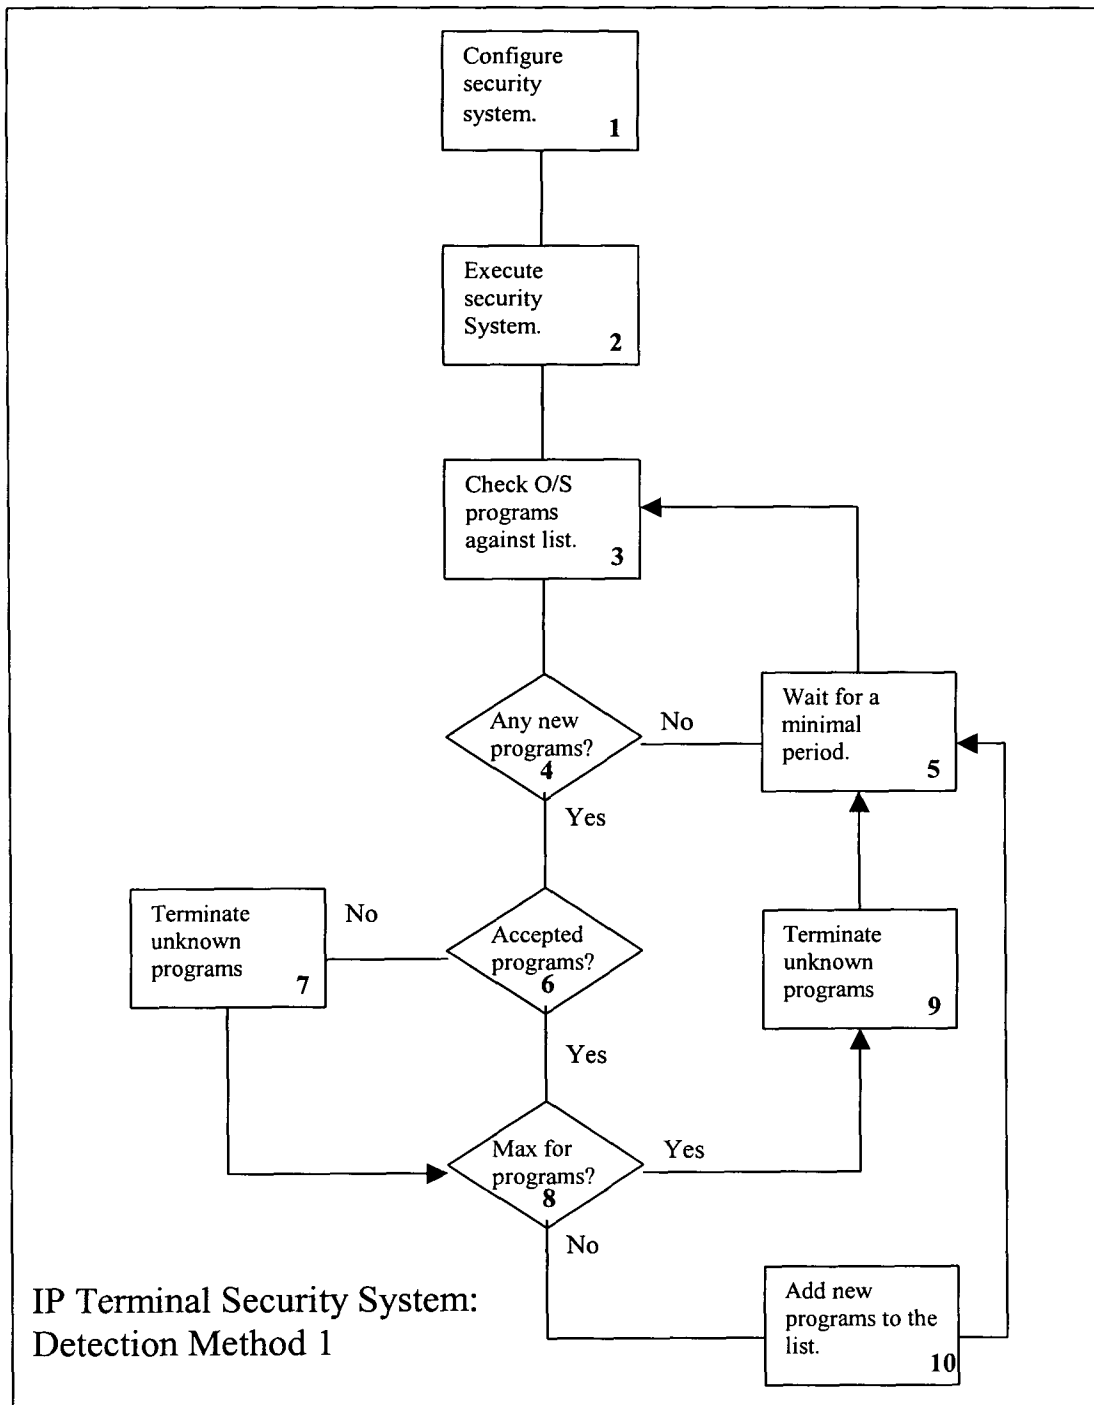 Configure
security
system.
1
Execute
security
System.
2
Check O/S
programs
against list.
3
Any new
programs?
4
No
Wait for a
minimal
period.
5
Yes
Terminate
unknown
programs
7
No
Accepted
programs?
6
Terminate
unknown
programs
9
Yes
Max for
programs?
8
Yes
No
Add new
programs to the
list.
10
IP Terminal Security System:
Detection Method 1